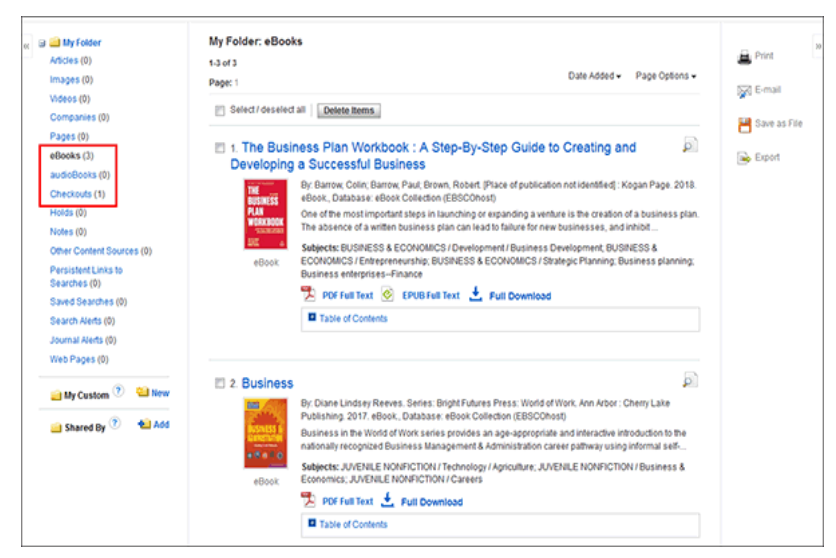 «
My Folder
Articles (0)
Images (0)
Videos (0)
Companies (0)
Pages (0)
eBooks (3)
audioBooks (0)
Checkouts (1)
Holds (0)
Notes (0)
Other Content Sources (0)
Persistent Links to
Searches (0)
Saved Searches (0)
Search Alerts (0)
Journal Alerts (0)
Web Pages (0)
My Custom ? New
Shared By ? Add
My Folder: eBooks
1-3 of 3
Page: 1
Date Added Page Options
Select / deselect all Delete Items
1. The Business Plan Workbook : A Step-By-Step Guide to Creating and
Developing a Successful Business
THE
BUSINESS
PLAN
WORKBOOK
eBook
By: Barrow, Colin; Barrow, Paul; Brown, Robert. [Place of publication not identified] : Kogan Page. 2018.
eBook., Database: eBook Collection (EBSCOhost)
One of the most important steps in launching or expanding a venture is the creation of a business plan.
The absence of a written business plan can lead to failure for new businesses, and inhibit ...
Subjects: BUSINESS & ECONOMICS / Development / Business Development; BUSINESS &
ECONOMICS / Entrepreneurship; BUSINESS & ECONOMICS / Strategic Planning; Business planning;
Business enterprises--Finance
PDF Full Text EPUB Full Text Full Download
Table of Contents
2. Business
BUSINESS &
ADMINISTRATION
eBook
By: Diane Lindsey Reeves. Series: Bright Futures Press: World of Work. Ann Arbor : Cherry Lake
Publishing. 2017. eBook., Database: eBook Collection (EBSCOhost)
Business in the World of Work series provides an age-appropriate and interactive introduction to the
nationally recognized Business Management & Administration career pathway using informal self-...
Subjects: JUVENILE NONFICTION / Technology / Agriculture; JUVENILE NONFICTION / Business &
Economics; JUVENILE NONFICTION / Careers
PDF Full Text Full Download
Table of Contents
»
Print
E-mail
Save as File
Export